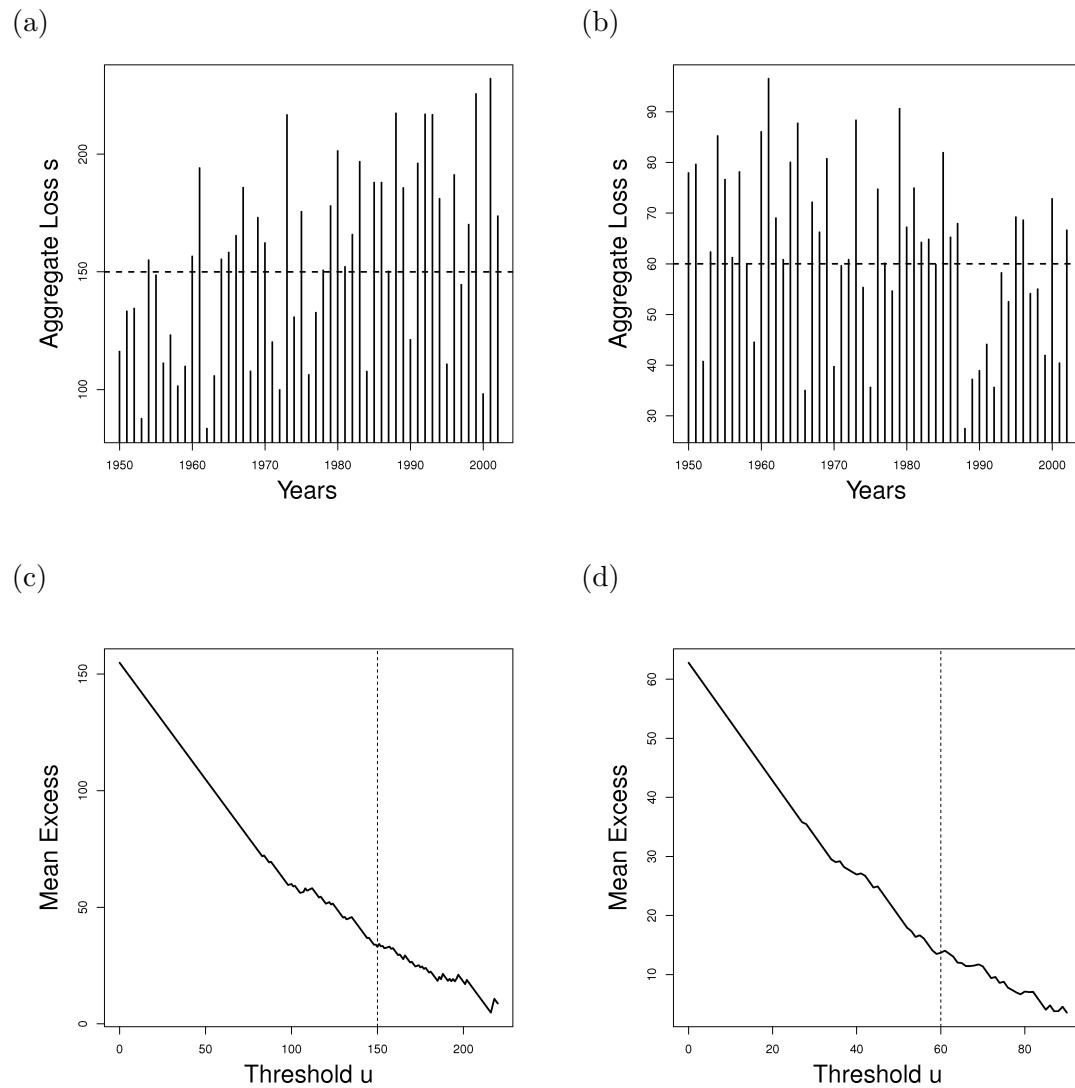 (a)
Aggregate Loss s
200
150
100
1950 1960 1970 1980 1990 2000
Years
(b)
Aggregate Loss s
90
80
70
60
50
40
30
1950 1960 1970 1980 1990 2000
Years
(c)
Mean Excess
150
100
50
0
0 50 100 150 200
Threshold u
(d)
Mean Excess
60
50
40
30
20
10
0 20 40 60 80
Threshold u